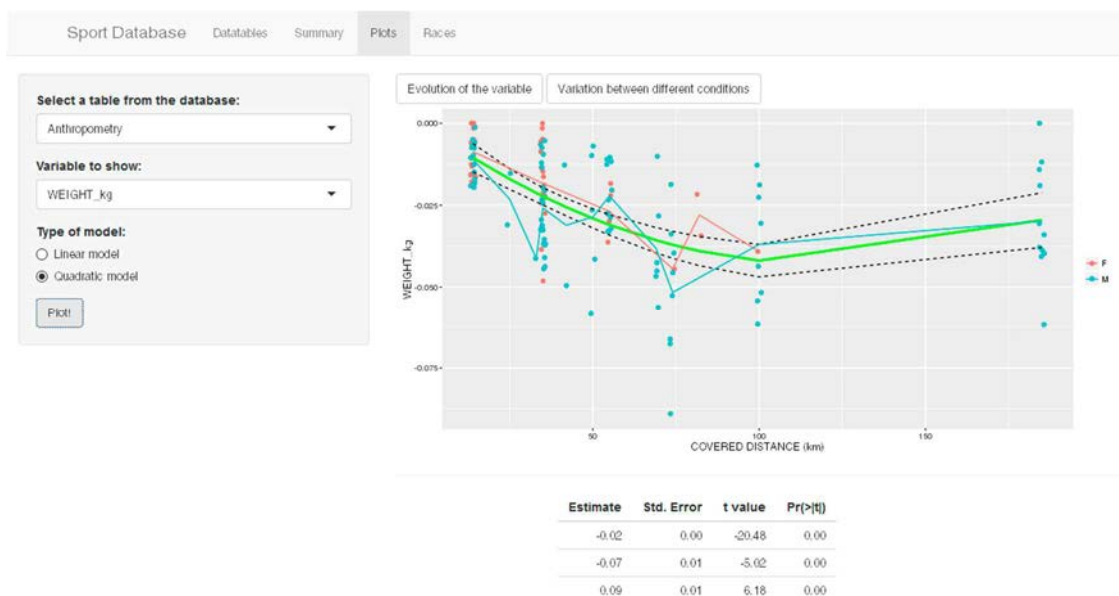 Sport Database Datatables Summary Plots Races
Select a table from the database:
Anthropometry
Variable to show:
WEIGHT_kg
Type of model:
Linear model
Quadratic model
Plot!
Evolution of the variable Variation between different conditions
0.000
-0.025
-0.050
-0.075
WEIGHT_kg
50 100 150
COVERED DISTANCE (km)
F
M
Estimate Std. Error t value Pr(>|t|)
-0.02 0.00 -20.48 0.00
-0.07 0.01 -5.02 0.00
0.09 0.01 6.18 0.00